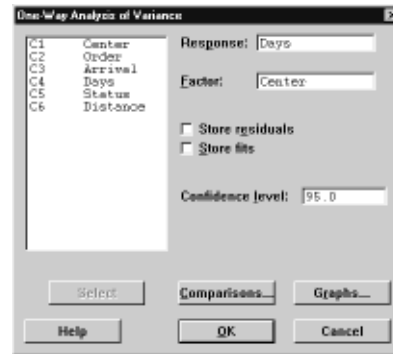 One-Way Analysis of Variance
C1 Center
C2 Order
C3 Arrival
C4 Days
C5 Status
C6 Distance
Response: Days
Factor: Center
Store residuals
Store fits
Confidence level: 95.0
Select
Comparisons...
Graphs...
Help
OK
Cancel